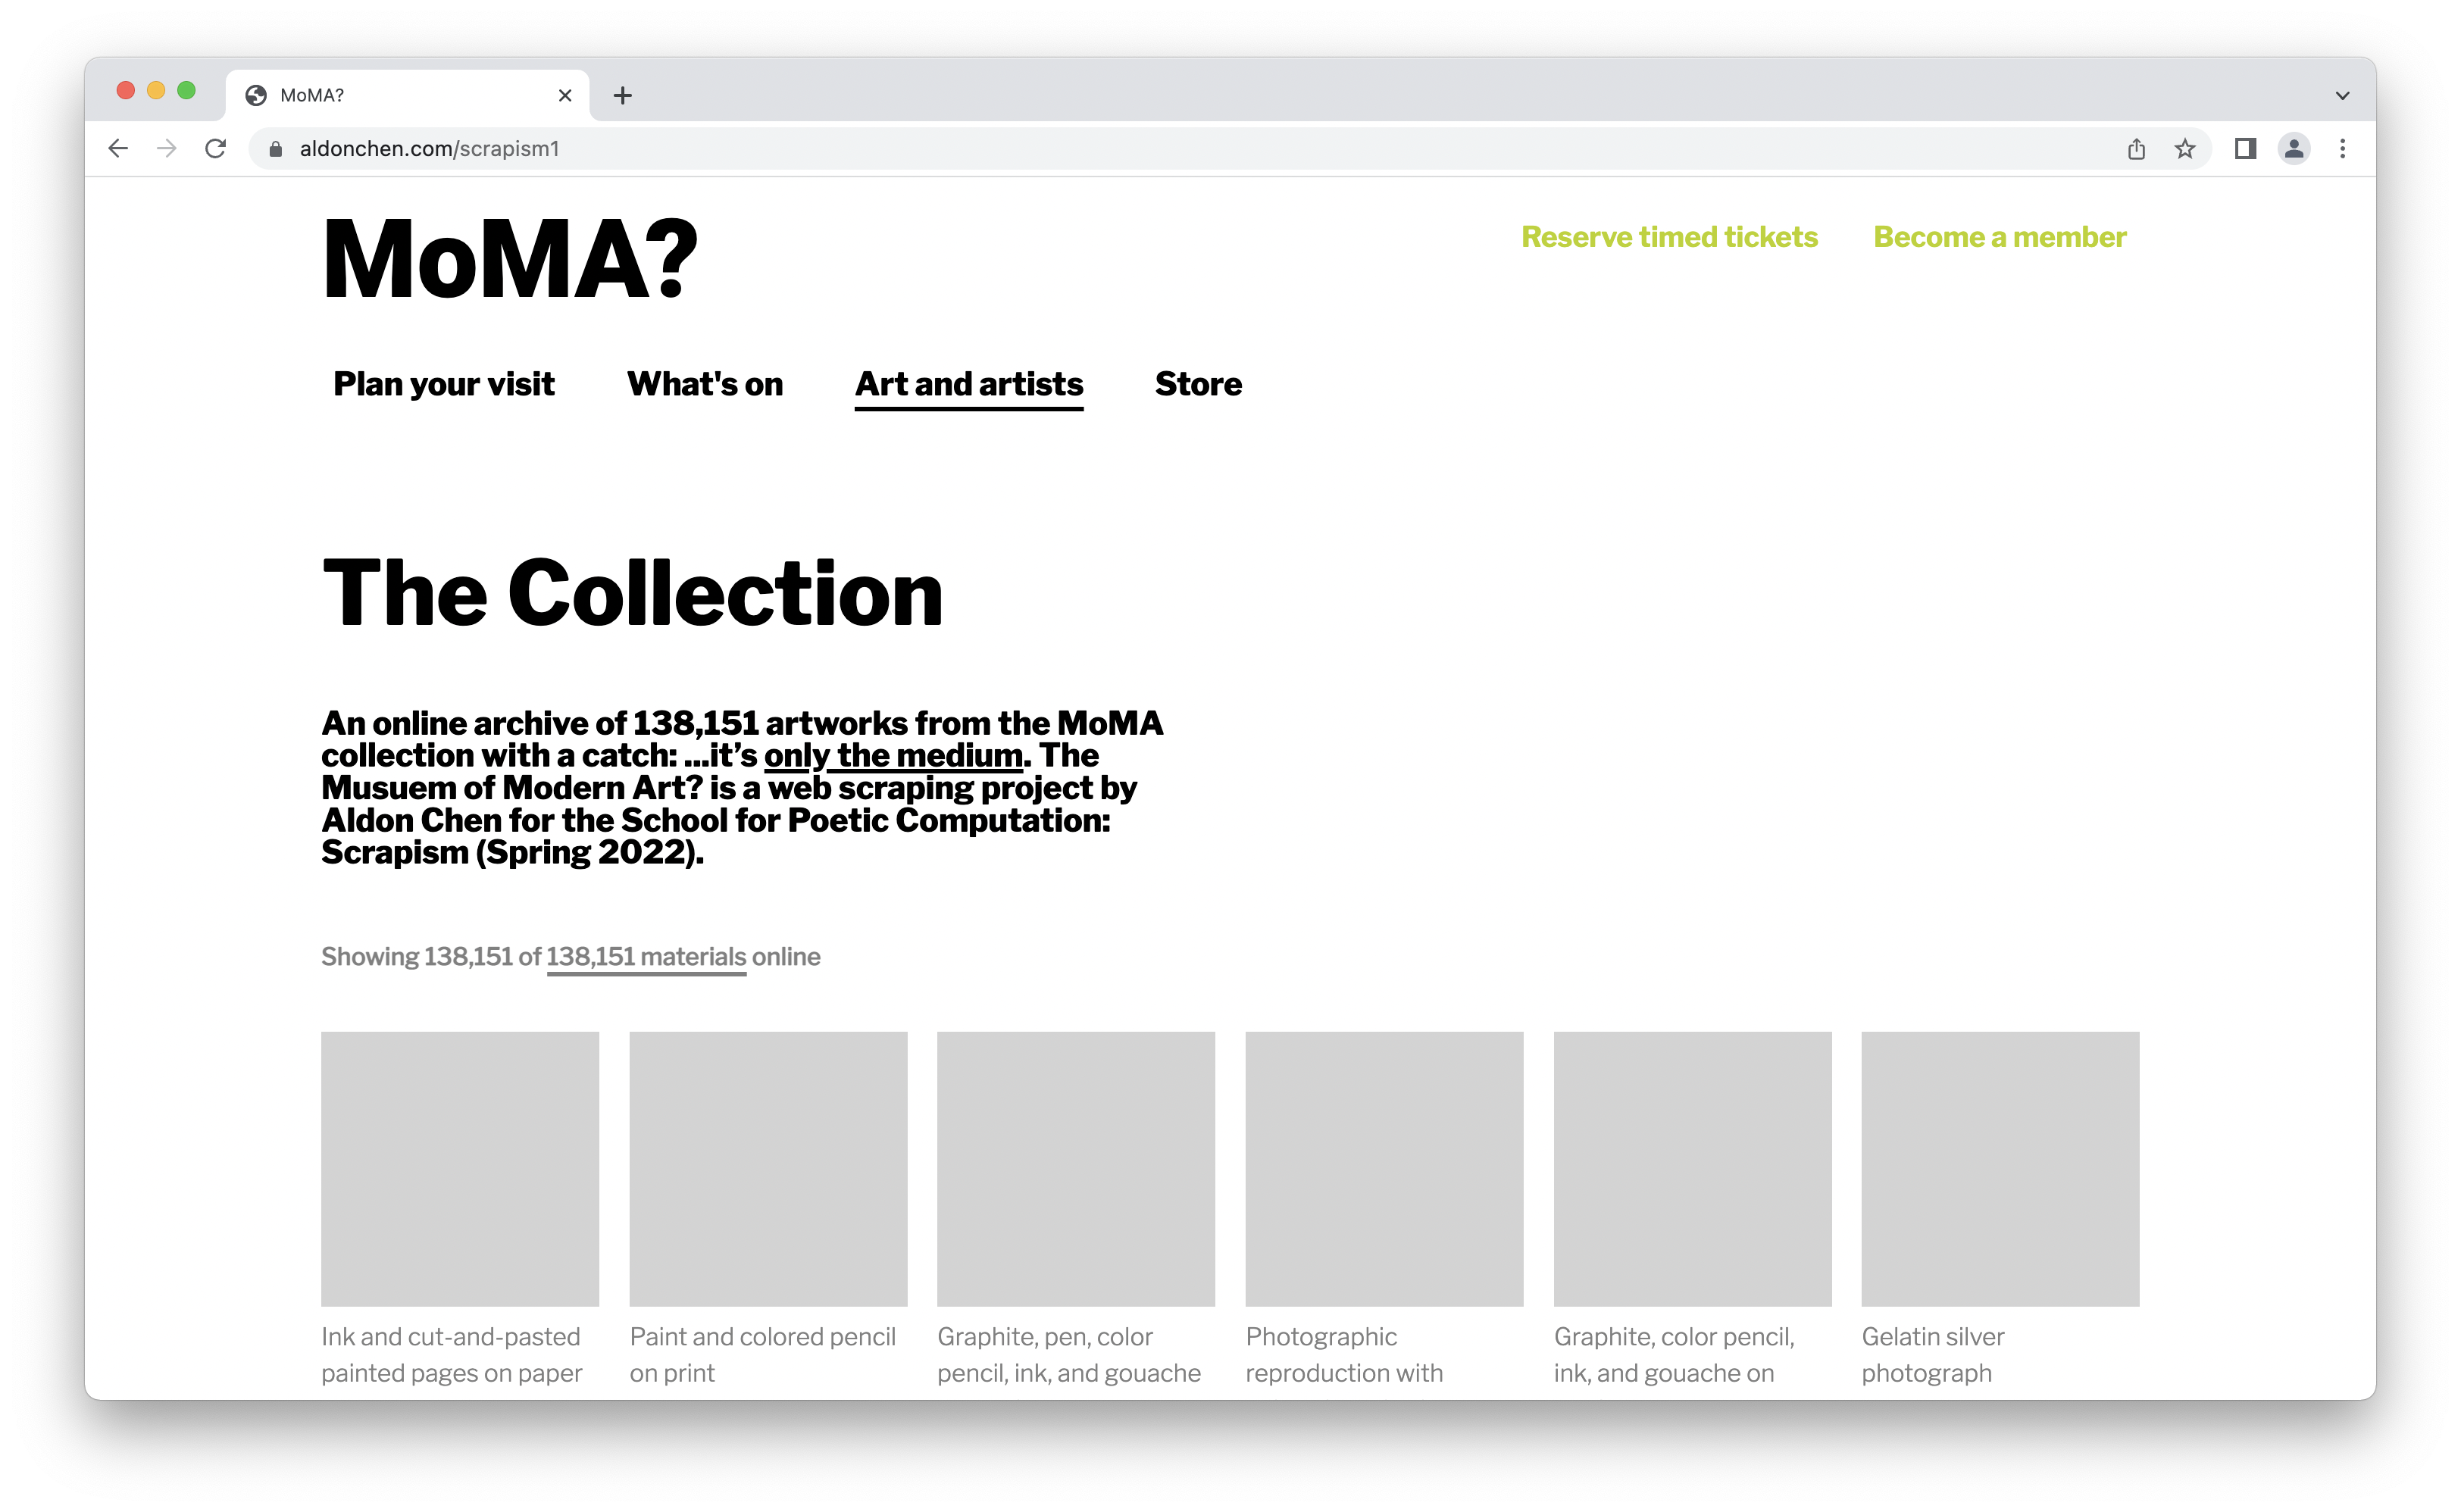 MoMA?
aldonchen.com/scrapism1
MoMA?
Reserve timed tickets
Become a member
Plan your visit
What's on
Art and artists
Store
The Collection
An online archive of 138,151 artworks from the MoMA
collection with a catch: ...it’s only the medium. The
Musuem of Modern Art? is a web scraping project by
Aldon Chen for the School for Poetic Computation:
Scrapism (Spring 2022).
Showing 138,151 of 138,151 materials online
Ink and cut-and-pasted
painted pages on paper
Paint and colored pencil
on print
Graphite, pen, color
pencil, ink, and gouache
Photographic
reproduction with
Graphite, color pencil,
ink, and gouache on
Gelatin silver
photograph